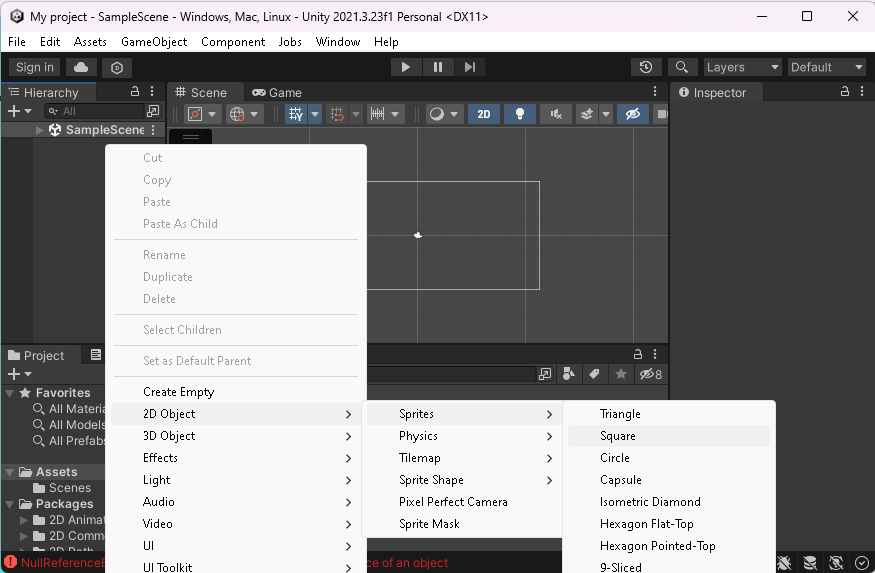 My project - SampleScene - Windows, Mac, Linux - Unity 2021.3.23f1 Personal <DX11>
File Edit Assets GameObject Component Jobs Window Help
Sign in Layers Default
Hierarchy Scene Game Inspector
All 2D
SampleScene
Cut
Copy
Paste
Paste As Child
Rename
Duplicate
Delete
Select Children
Set as Default Parent
Create Empty
2D Object
3D Object
Effects
Light
Audio
Video
UI
UI Toolkit
Sprites
Physics
Tilemap
Sprite Shape
Pixel Perfect Camera
Sprite Mask
Triangle
Square
Circle
Capsule
Isometric Diamond
Hexagon Flat-Top
Hexagon Pointed-Top
9-Sliced
Project
8
Favorites
All Materia
All Models
All Prefabs
Assets
Scenes
Packages
2D Animat
2D Comm
2D Path
NullReferenceE
ce of an object